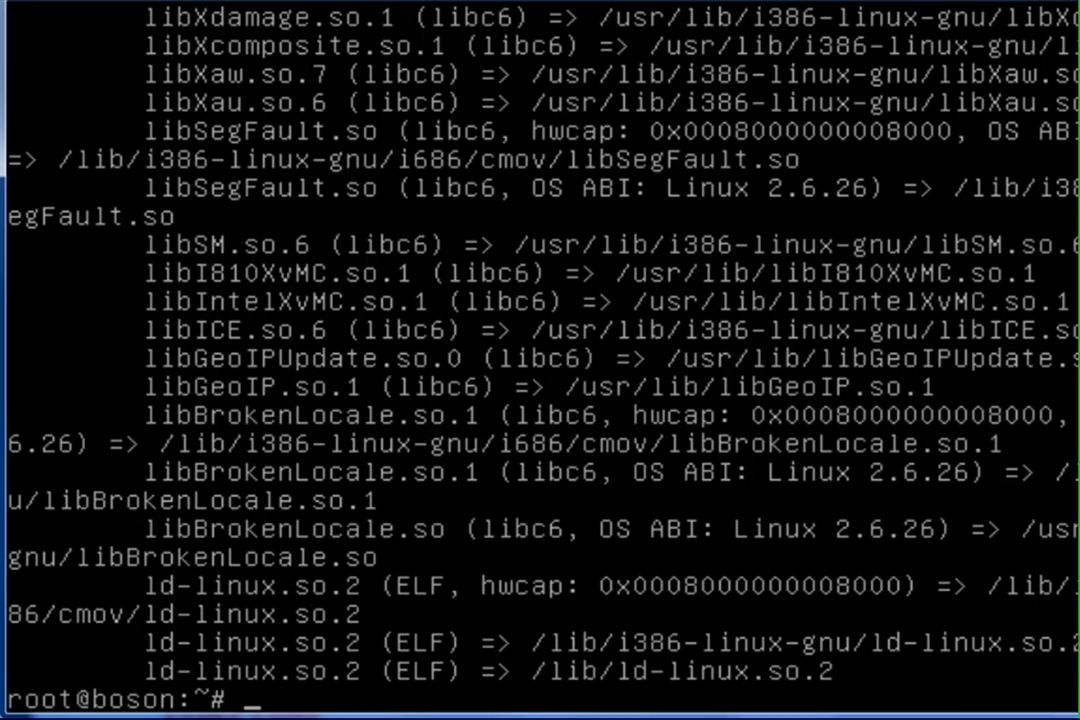 libXdamage.so.1 (libc6) => /usr/lib/i386-linux-gnu/libX
libXcomposite.so.1 (libc6) => /usr/lib/i386-linux-gnu/l
libXaw.so.7 (libc6) => /usr/lib/i386-linux-gnu/libXaw.s
libXau.so.6 (libc6) => /usr/lib/i386-linux-gnu/libXau.s
libSegFault.so (libc6, hwcap: 0x0008000000008000, OS AB
=> /lib/i386-linux-gnu/i686/cmov/libSegFault.so
libSegFault.so (libc6, OS ABI: Linux 2.6.26) => /lib/i38
egFault.so
libSM.so.6 (libc6) => /usr/lib/i386-linux-gnu/libSM.so.6
libI810XvMC.so.1 (libc6) => /usr/lib/libI810XvMC.so.1
libIntelXvMC.so.1 (libc6) => /usr/lib/libIntelXvMC.so.1
libICE.so.6 (libc6) => /usr/lib/i386-linux-gnu/libICE.so
libGeoIPUpdate.so.0 (libc6) => /usr/lib/libGeoIPUpdate.s
libGeoIP.so.1 (libc6) => /usr/lib/libGeoIP.so.1
libBrokenLocale.so.1 (libc6, hwcap: 0x0008000000008000,
6.26) => /lib/i386-linux-gnu/i686/cmov/libBrokenLocale.so.1
libBrokenLocale.so.1 (libc6, OS ABI: Linux 2.6.26) => /
u/libBrokenLocale.so.1
libBrokenLocale.so (libc6, OS ABI: Linux 2.6.26) => /usr
gnu/libBrokenLocale.so
ld-linux.so.2 (ELF, hwcap: 0x0008000000008000) => /lib/
86/cmov/ld-linux.so.2
ld-linux.so.2 (ELF) => /lib/i386-linux-gnu/ld-linux.so.2
ld-linux.so.2 (ELF) => /lib/ld-linux.so.2
root@boson:~# _